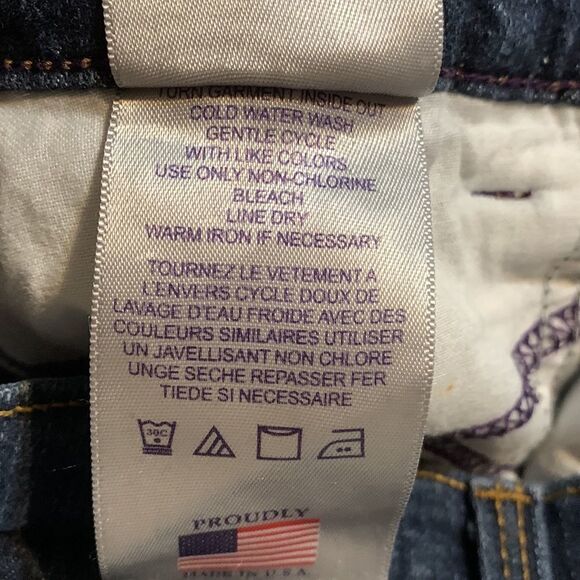 TURN GARMENT INSIDE OUT
COLD WATER WASH
GENTLE CYCLE
WITH LIKE COLORS
USE ONLY NON-CHLORINE
BLEACH
LINE DRY
WARM IRON IF NECESSARY
TOURNEZ LE VETEMENT A
L'ENVERS CYCLE DOUX DE
LAVAGE D'EAU FROIDE AVEC DES
COULEURS SIMILAIRES UTILISER
UN JAVELLISANT NON CHLORE
UNGE SECHE REPASSER FER
TIEDE SI NECESSAIRE
30C
PROUDLY
MADE IN U.S.A